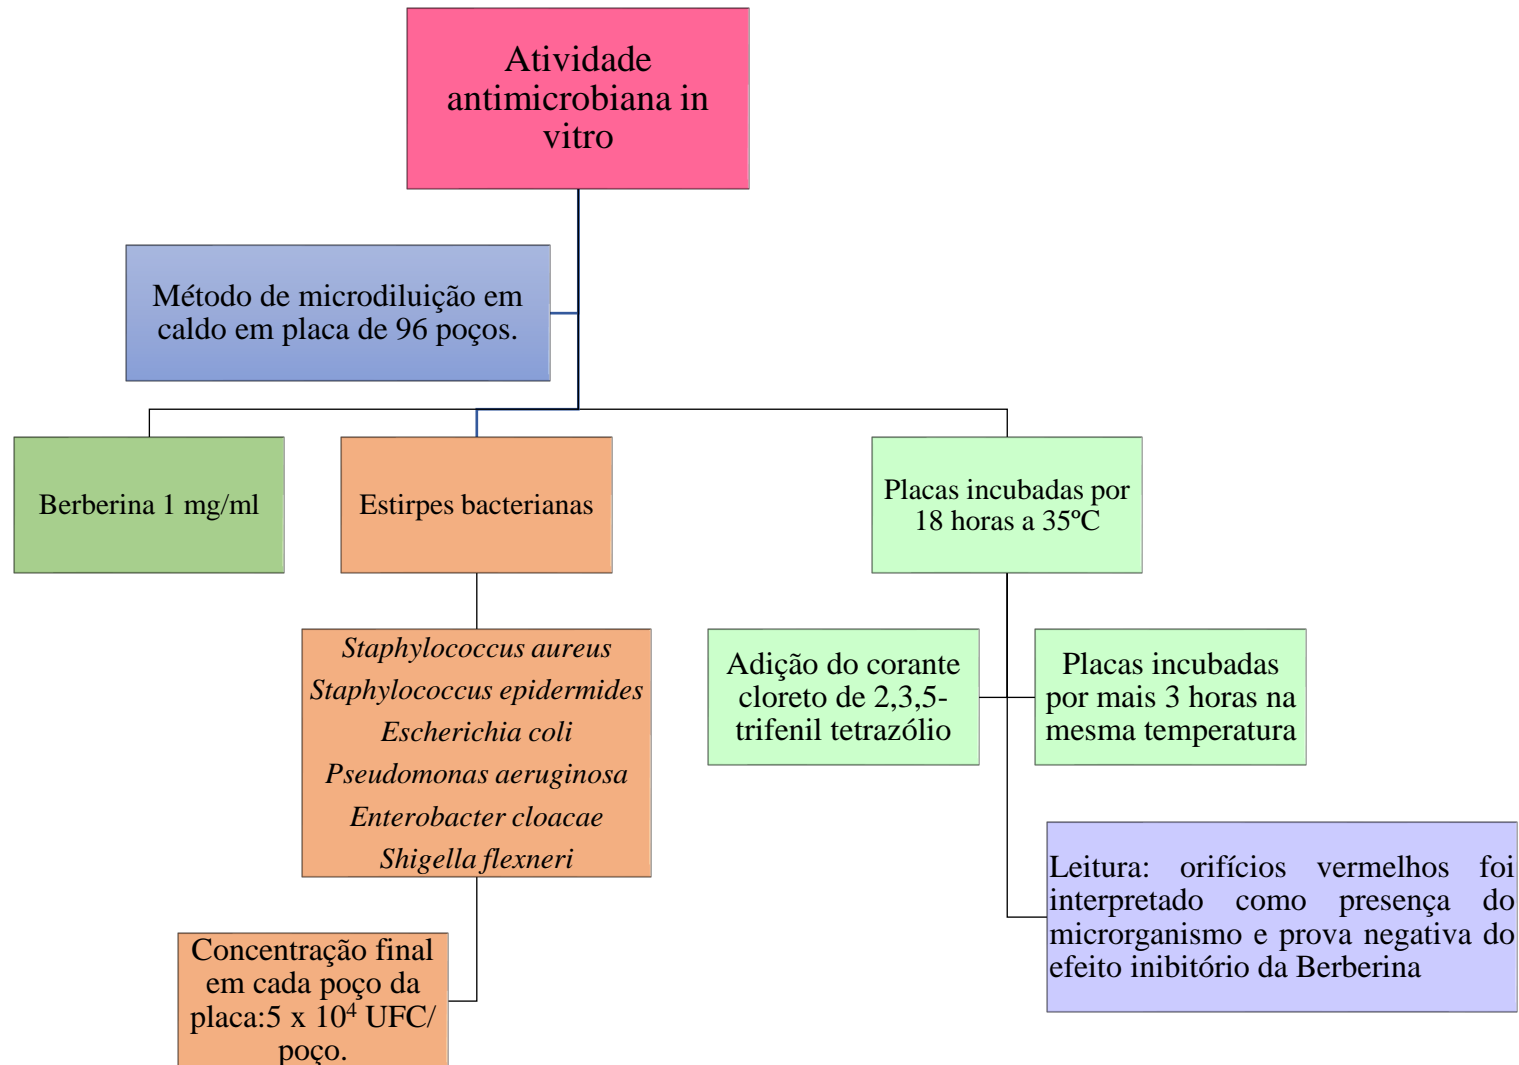 Atividade
antimicrobiana in
vitro
Método de microdiluição em
caldo em placa de 96 poços.
Berberina 1 mg/ml
Estirpes bacterianas
Placas incubadas por
18 horas a 35ºC
Staphylococcus aureus
Staphylococcus epidermides
Escherichia coli
Pseudomonas aeruginosa
Enterobacter cloacae
Shigella flexneri
Adição do corante
cloreto de 2,3,5-
trifenil tetrazólio
Placas incubadas
por mais 3 horas na
mesma temperatura
Leitura: orifícios vermelhos foi
interpretado como presença do
microrganismo e prova negativa do
efeito inibitório da Berberina
Concentração final
em cada poço da
placa:5 x 10⁴ UFC/
poço.